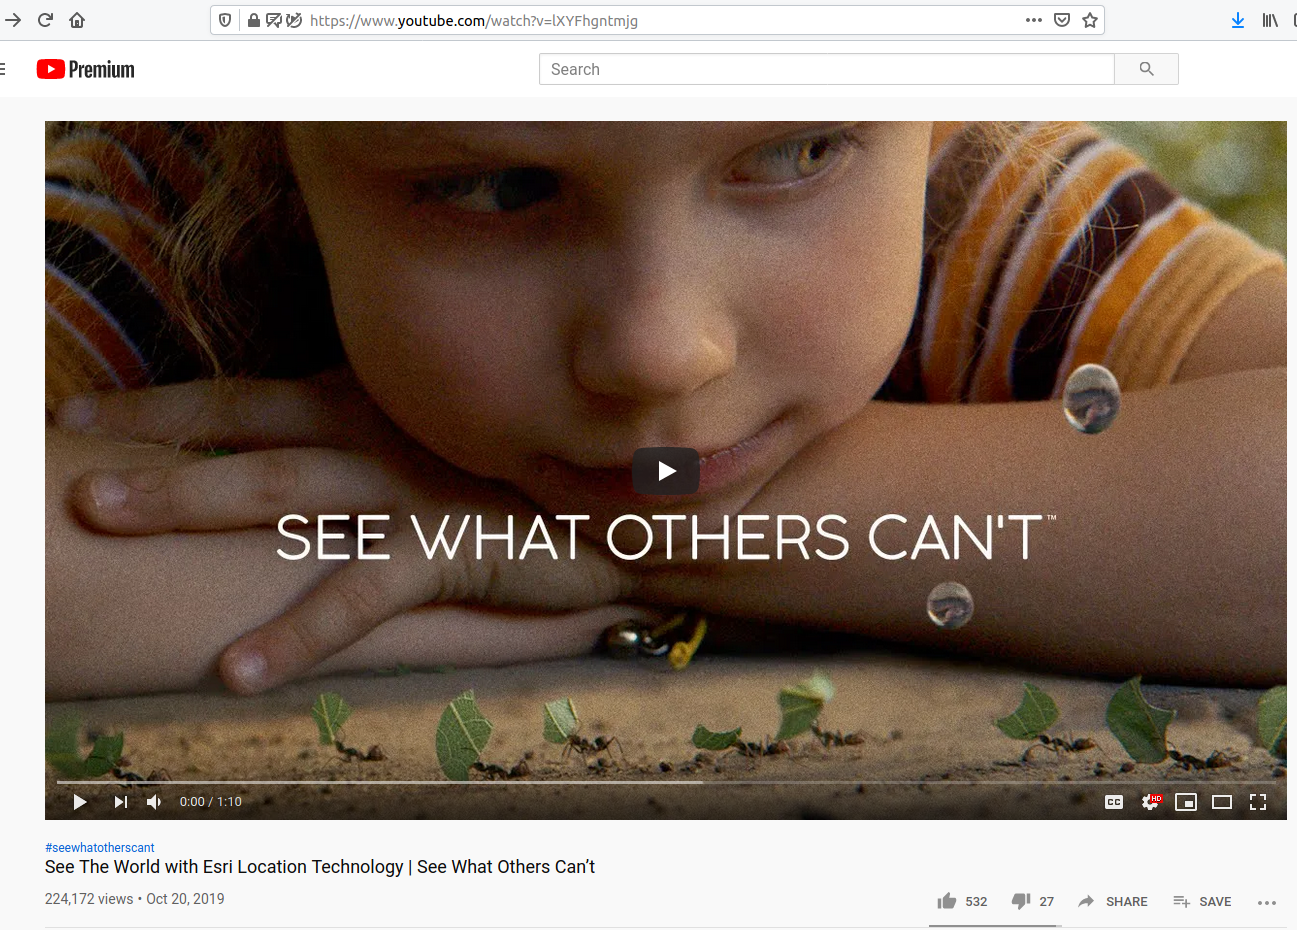 https://www.youtube.com/watch?v=lXYFhgntmjg
Premium
Search
SEE WHAT OTHERS CAN'T™
0:00 / 1:10
CC
HD
#seewhatotherscant
See The World with Esri Location Technology | See What Others Can’t
224,172 views • Oct 20, 2019
532
27
SHARE
SAVE